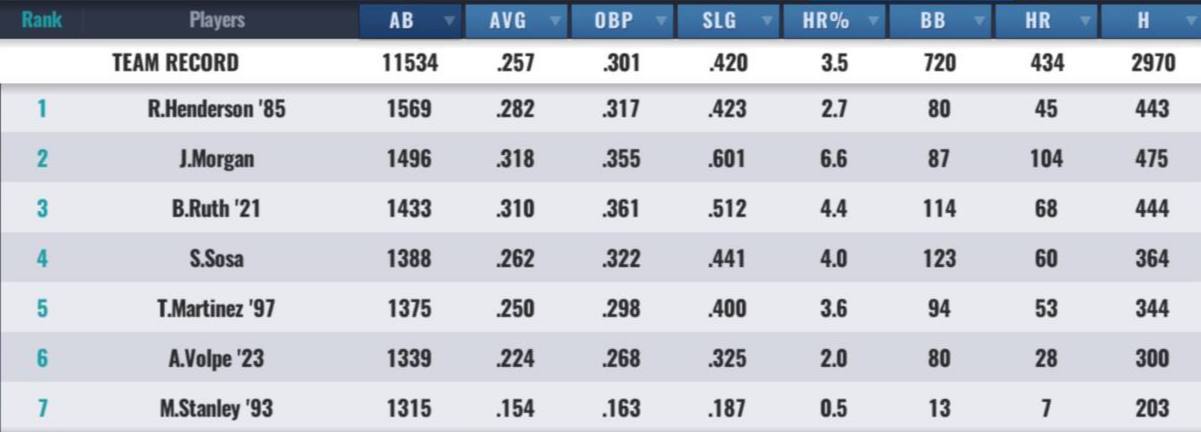 Rank Players AB AVG OBP SLG HR% BB HR H
TEAM RECORD 11534 .257 .301 .420 3.5 720 434 2970
1 R.Henderson '85 1569 .282 .317 .423 2.7 80 45 443
2 J.Morgan 1496 .318 .355 .601 6.6 87 104 475
3 B.Ruth '21 1433 .310 .361 .512 4.4 114 68 444
4 S.Sosa 1388 .262 .322 .441 4.0 123 60 364
5 T.Martinez '97 1375 .250 .298 .400 3.6 94 53 344
6 A.Volpe '23 1339 .224 .268 .325 2.0 80 28 300
7 M.Stanley '93 1315 .154 .163 .187 0.5 13 7 203